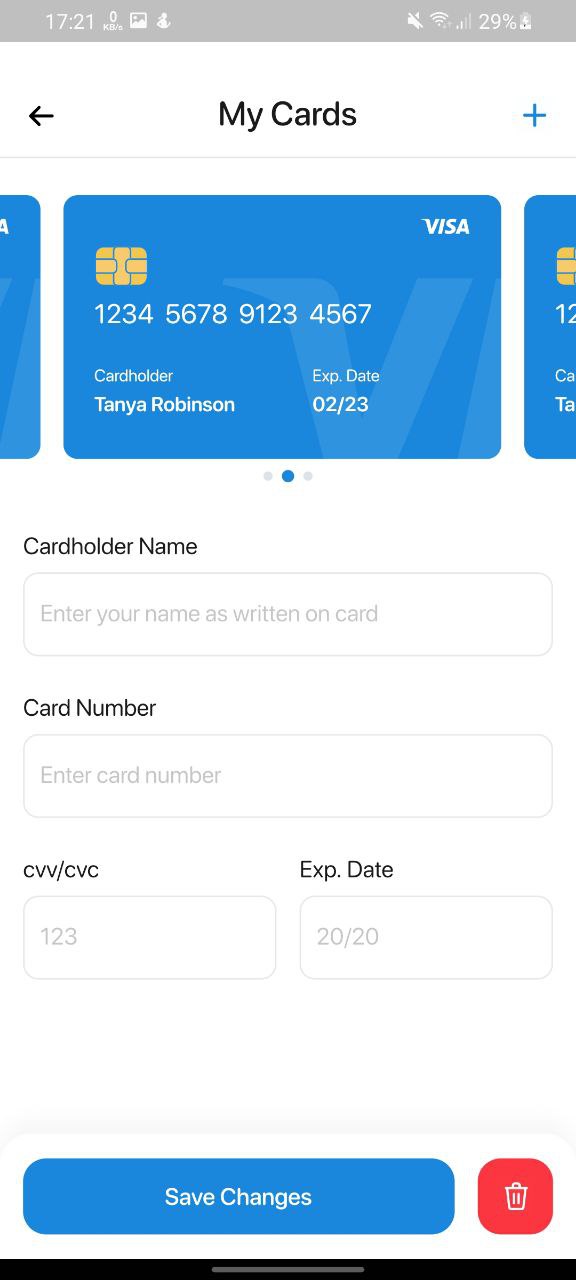 17:21 0 KB/s 29%
My Cards
A VISA
1234 5678 9123 4567 12
Cardholder Exp. Date Ca
Tanya Robinson 02/23 Ta
Cardholder Name
Enter your name as written on card
Card Number
Enter card number
cvv/cvc Exp. Date
123 20/20
Save Changes